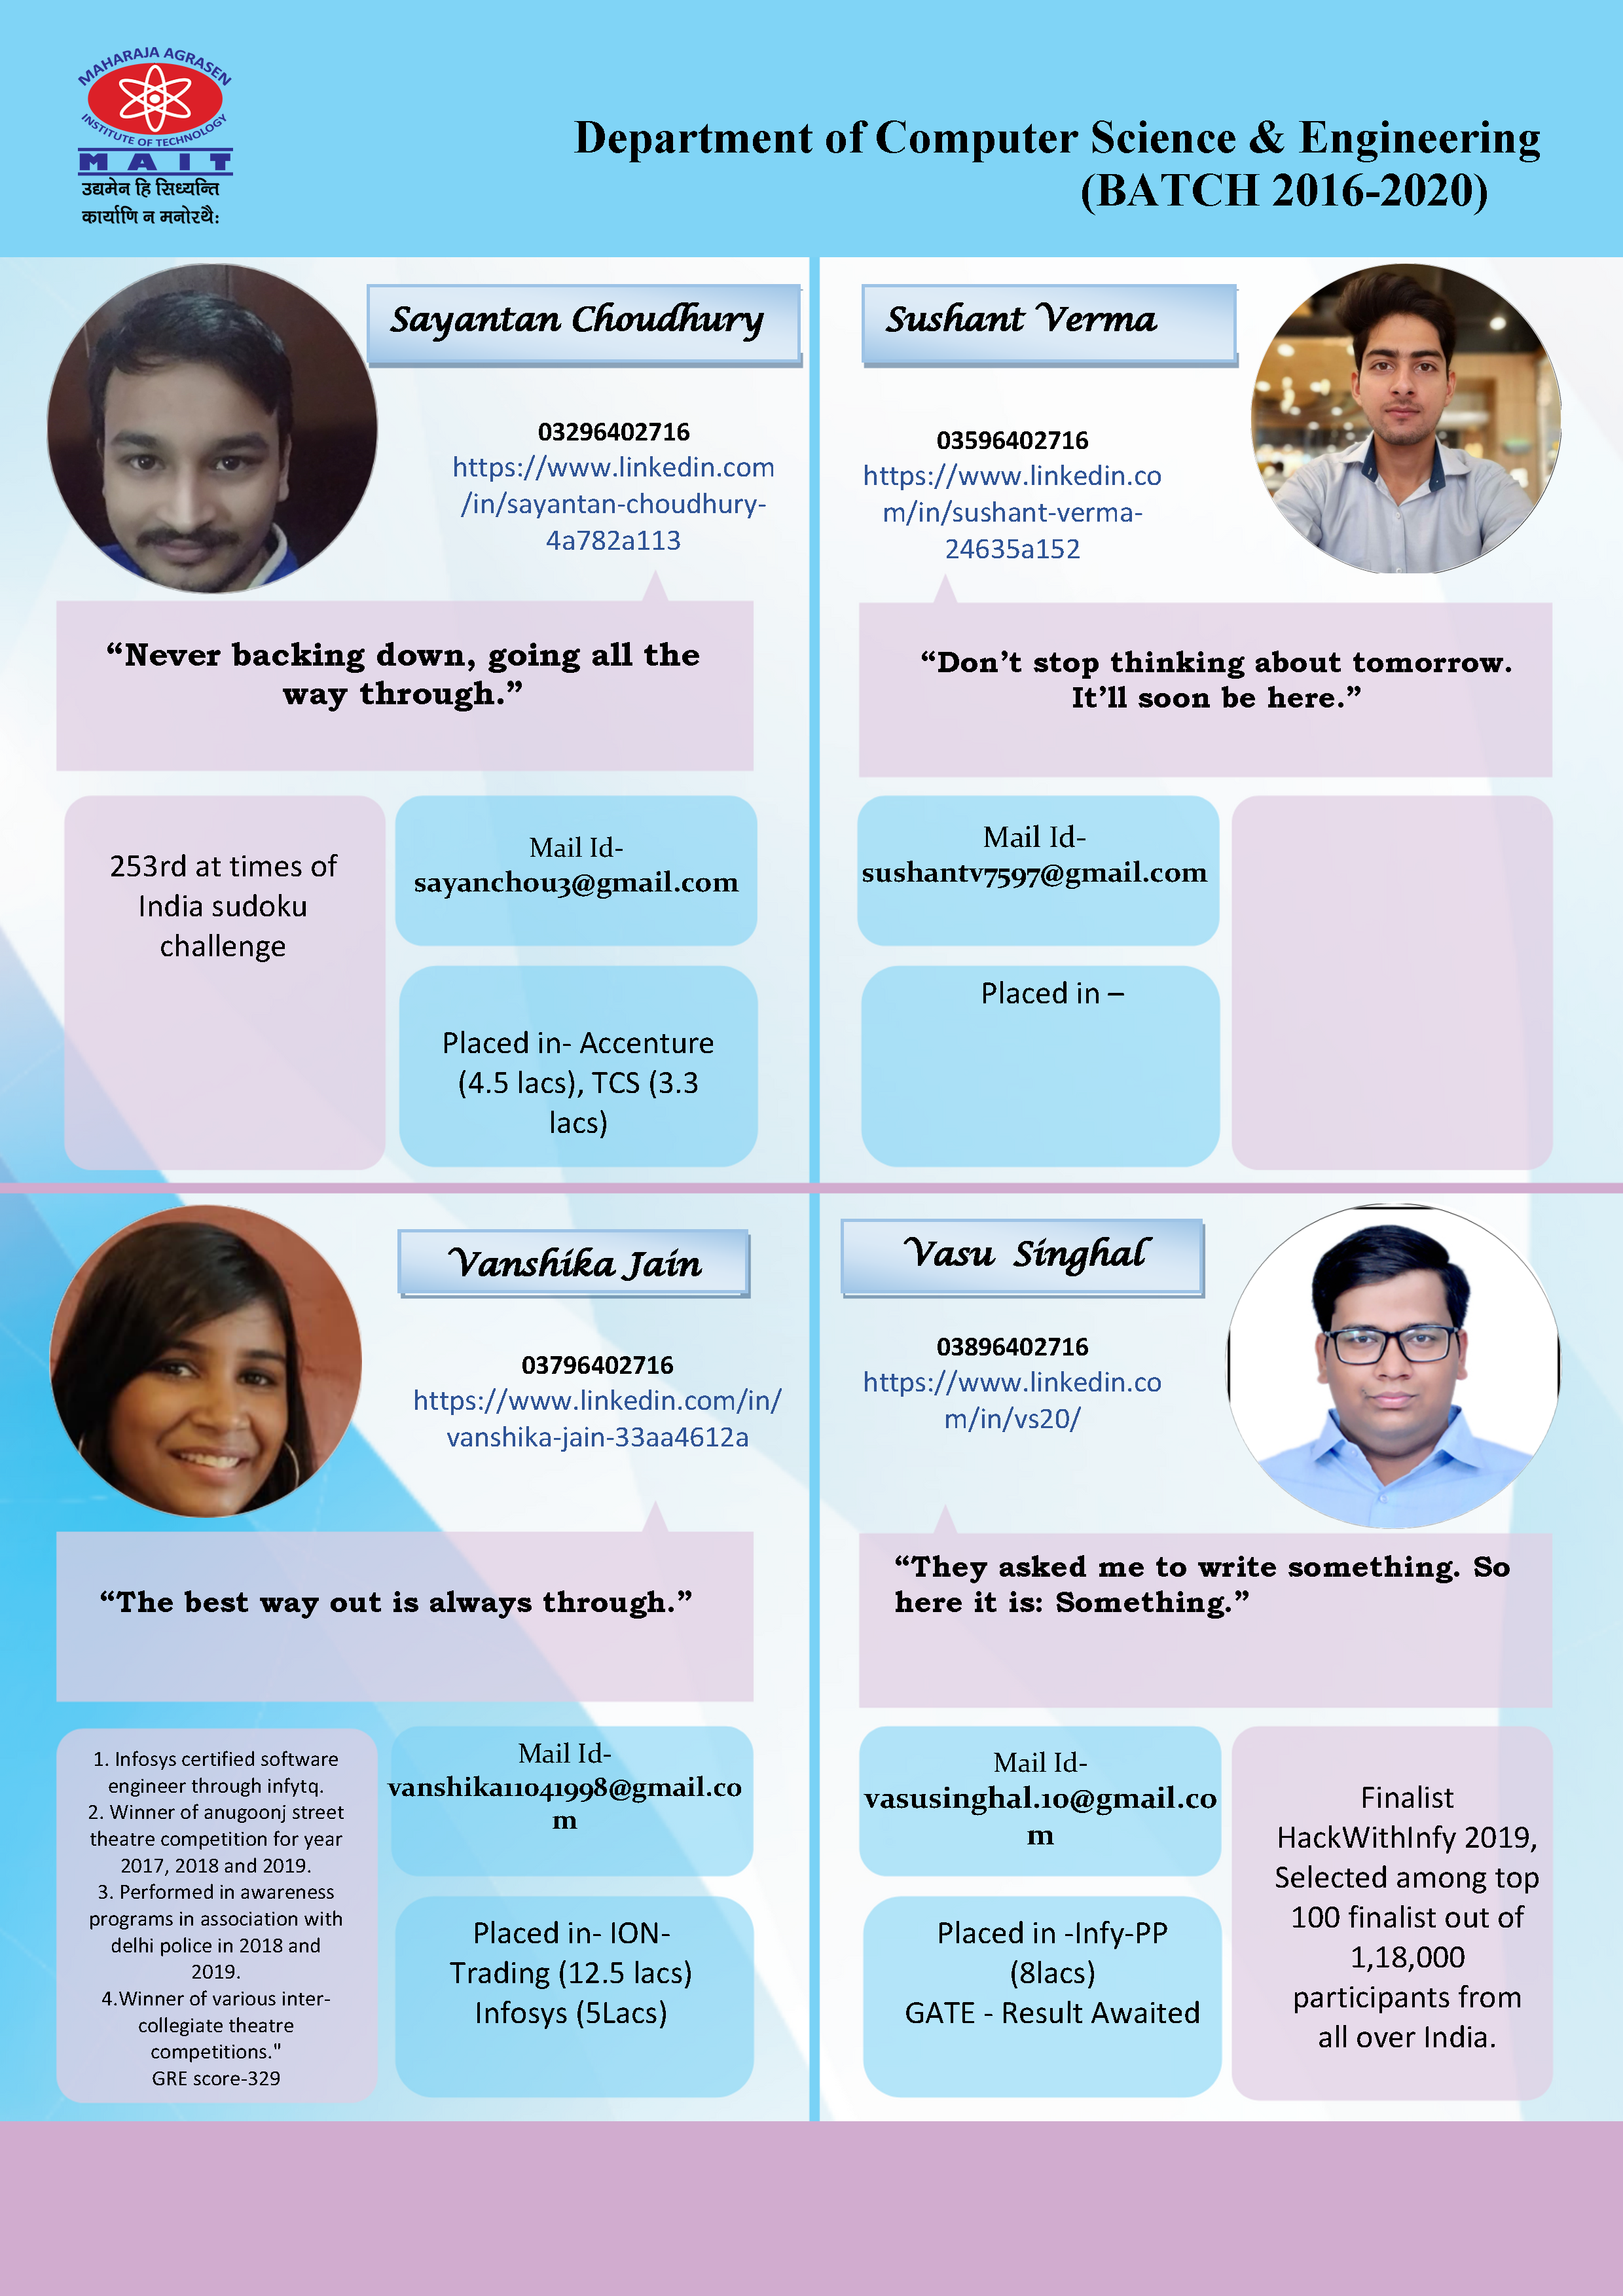 MAHARAJA AGRASEN
INSTITUTE OF TECHNOLOGY
MAIT
उद्यमेन हि सिध्यन्ति
कार्याणि न मनोरथै:
Department of Computer Science & Engineering
(BATCH 2016-2020)
Sayantan Choudhury
03296402716
https://www.linkedin.com
/in/sayantan-choudhury-
4a782a113
“Never backing down, going all the
way through.”
253rd at times of
India sudoku
challenge
Mail Id-
sayanchou3@gmail.com
Placed in- Accenture
(4.5 lacs), TCS (3.3
lacs)
Sushant Verma
03596402716
https://www.linkedin.co
m/in/sushant-verma-
24635a152
“Don’t stop thinking about tomorrow.
It’ll soon be here.”
Mail Id-
sushantv7597@gmail.com
Placed in –
Vanshika Jain
03796402716
https://www.linkedin.com/in/
vanshika-jain-33aa4612a
“The best way out is always through.”
1. Infosys certified software
engineer through infytq.
2. Winner of anugoonj street
theatre competition for year
2017, 2018 and 2019.
3. Performed in awareness
programs in association with
delhi police in 2018 and
2019.
4.Winner of various inter-
collegiate theatre
competitions."
GRE score-329
Mail Id-
vanshika11041998@gmail.co
m
Placed in- ION-
Trading (12.5 lacs)
Infosys (5Lacs)
Vasu  Singhal
03896402716
https://www.linkedin.co
m/in/vs20/
“They asked me to write something. So
here it is: Something.”
Mail Id-
vasusinghal.10@gmail.co
m
Placed in -Infy-PP
(8lacs)
GATE - Result Awaited
Finalist
HackWithInfy 2019,
Selected among top
100 finalist out of
1,18,000
participants from
all over India.